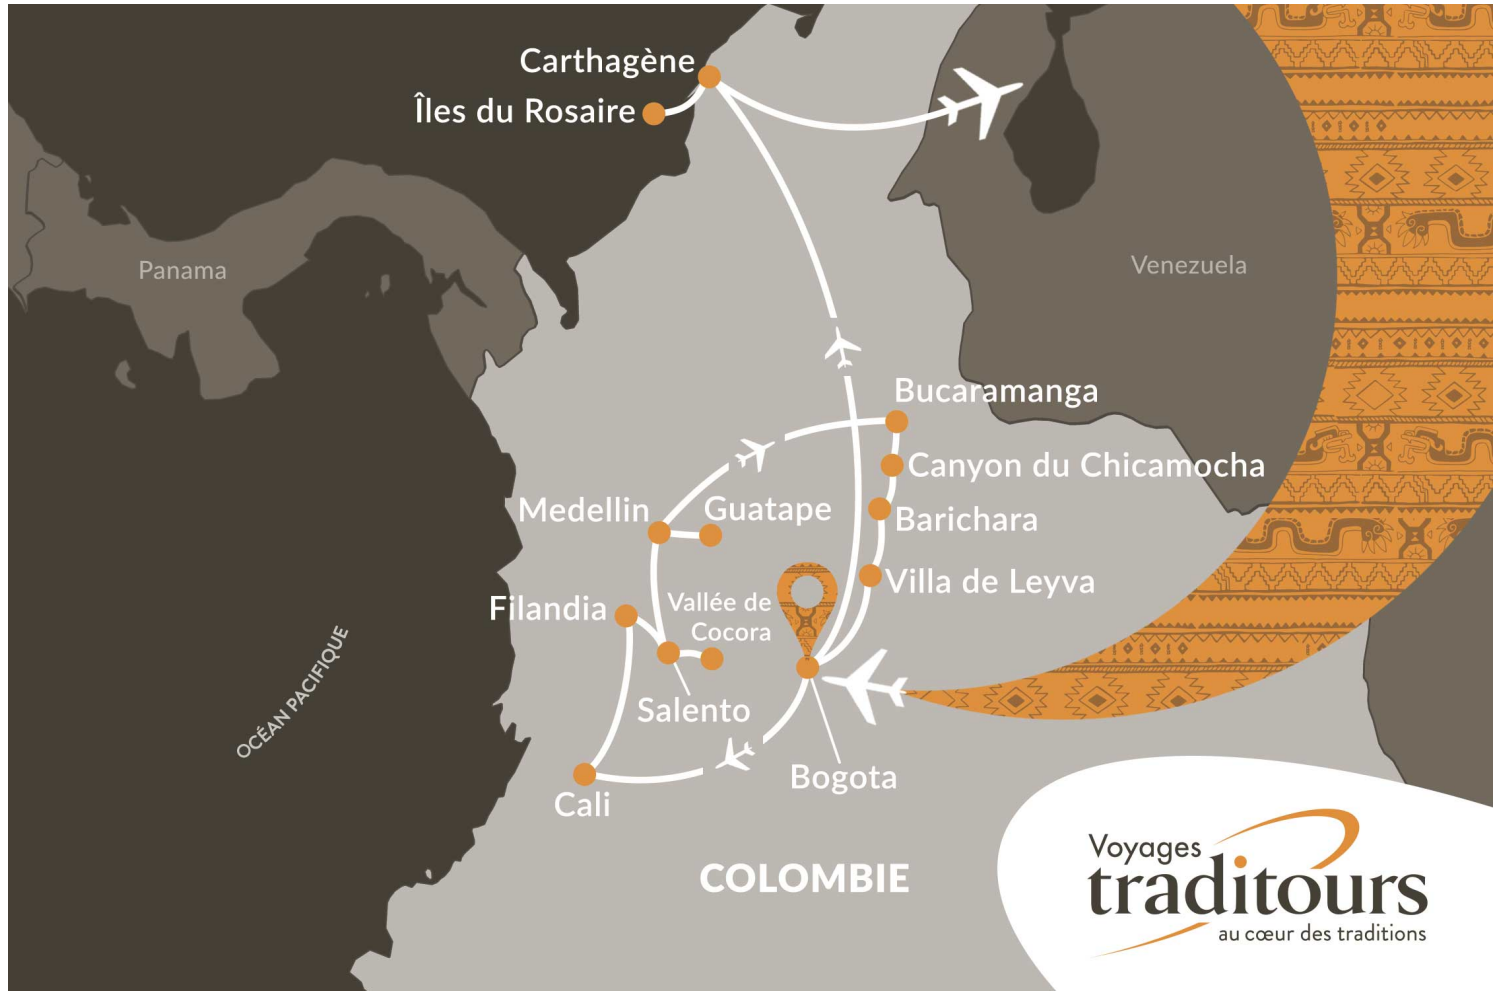 Carthagène
Îles du Rosaire
Panama
Venezuela
Bucaramanga
Canyon du Chicamocha
Medellin
Guatape
Barichara
Villa de Leyva
Filandia
Vallée de
Cocora
OCÉAN PACIFIQUE
Salento
Bogota
Cali
COLOMBIE
Voyages
traditours
au cœur des traditions